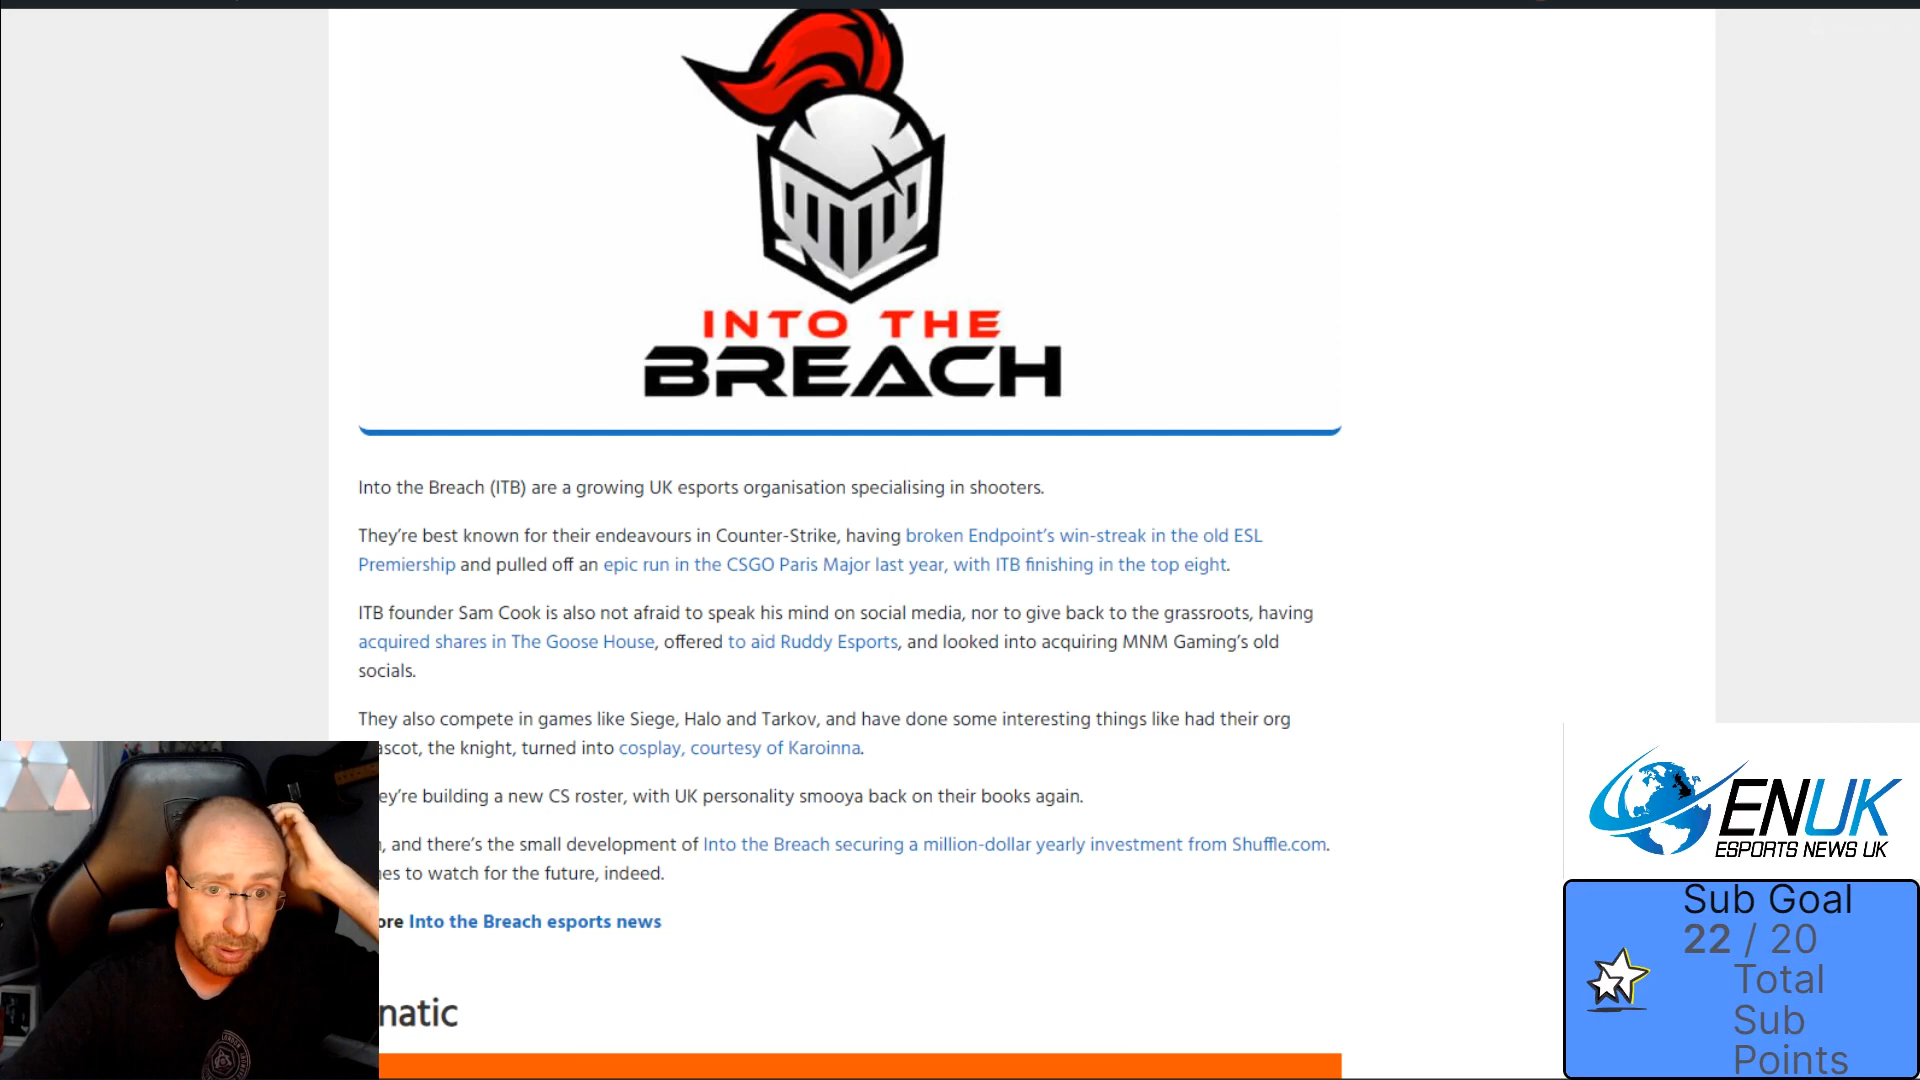 INTO THE
BREACH
Into the Breach (ITB) are a growing UK esports organisation specialising in shooters.
They’re best known for their endeavours in Counter-Strike, having broken Endpoint’s win-streak in the old ESL
Premiership and pulled off an epic run in the CSGO Paris Major last year, with ITB finishing in the top eight.
ITB founder Sam Cook is also not afraid to speak his mind on social media, nor to give back to the grassroots, having
acquired shares in The Goose House, offered to aid Ruddy Esports, and looked into acquiring MNM Gaming’s old
socials.
They also compete in games like Siege, Halo and Tarkov, and have done some interesting things like had their org
ascot, the knight, turned into cosplay, courtesy of Karoinna.
ey’re building a new CS roster, with UK personality smooya back on their books again.
, and there’s the small development of Into the Breach securing a million-dollar yearly investment from Shuffle.com.
es to watch for the future, indeed.
ore Into the Breach esports news
natic
ENUK
ESPORTS NEWS UK
Sub Goal
22 / 20
Total
Sub
Points